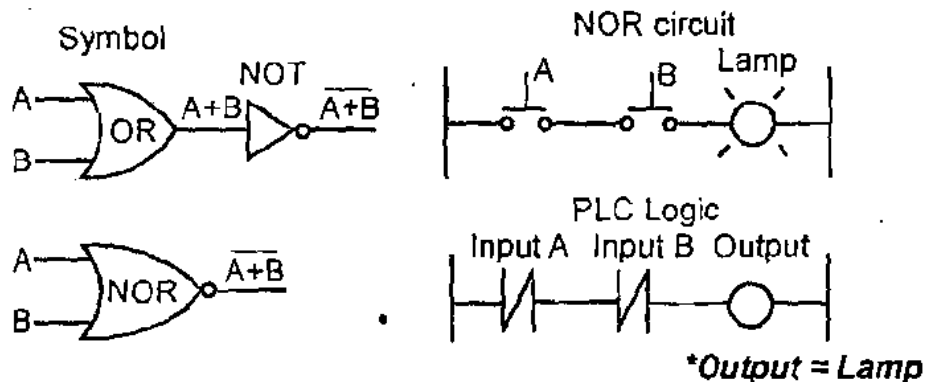 Symbol
A
B
OR
A+B
NOT
A̅+̅B̅
NOR circuit
A
B
Lamp
A
B
NOR
A̅+̅B̅
PLC Logic
Input A Input B Output
*Output = Lamp